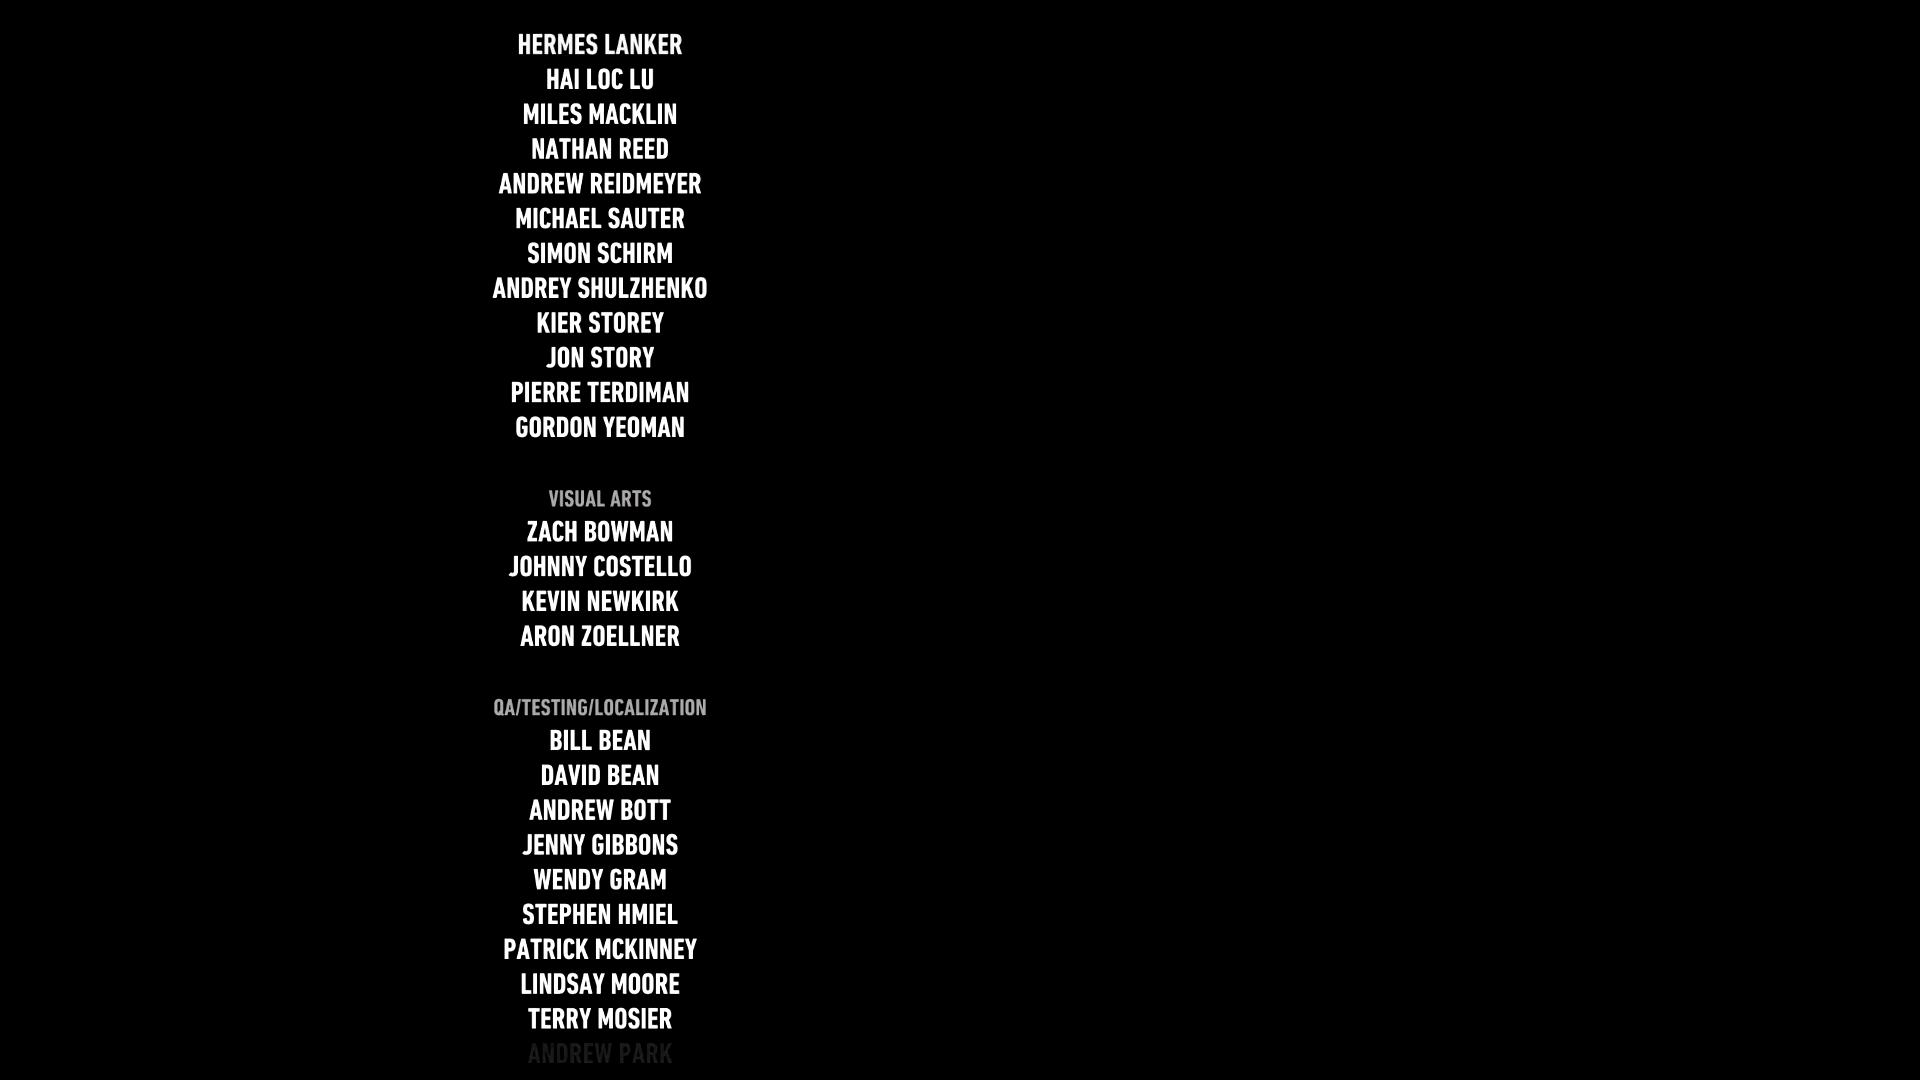 HERMES LANKER
HAI LOC LU
MILES MACKLIN
NATHAN REED
ANDREW REIDMEYER
MICHAEL SAUTER
SIMON SCHIRM
ANDREY SHULZHENKO
KIER STOREY
JON STORY
PIERRE TERDIMAN
GORDON YEOMAN
VISUAL ARTS
ZACH BOWMAN
JOHNNY COSTELLO
KEVIN NEWKIRK
ARON ZOELLNER
QA/TESTING/LOCALIZATION
BILL BEAN
DAVID BEAN
ANDREW BOTT
JENNY GIBBONS
WENDY GRAM
STEPHEN HMIEL
PATRICK MCKINNEY
LINDSAY MOORE
TERRY MOSIER
ANDREW PARK